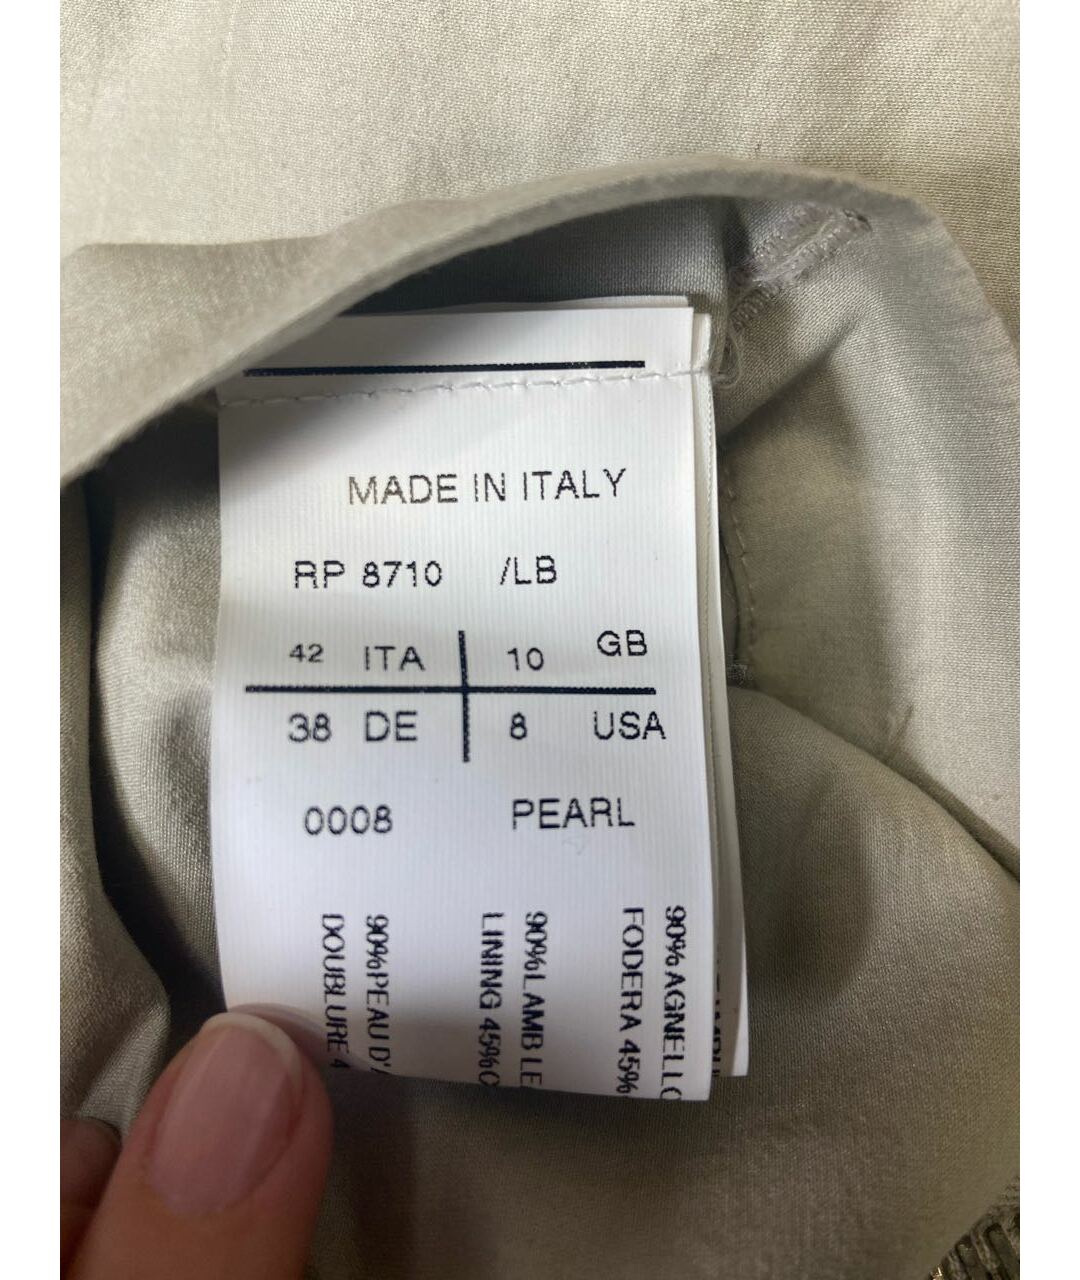 MADE IN ITALY
RP 8710 /LB
42 ITA 10 GB
38 DE 8 USA
0008 PEARL
90%AGNELLO
FODERA 45%
90%LAMB LE
LINING 45%
90%PEAU D'
DOUBLURE 4